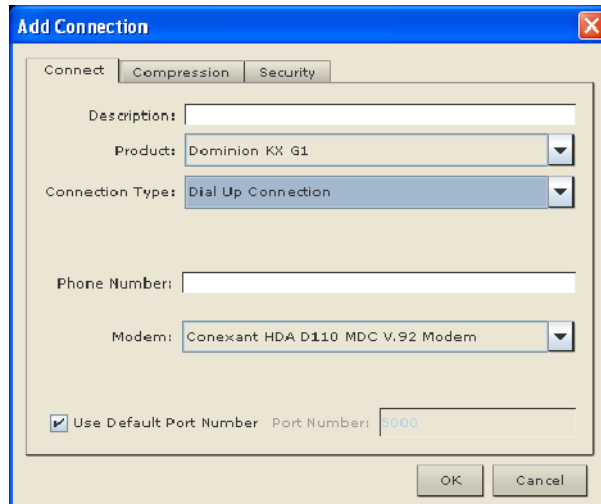 Add Connection
Connect Compression Security
Description:
Product: Dominion KX G1
Connection Type: Dial Up Connection
Phone Number:
Modem: Conexant HDA D110 MDC V.92 Modem
Use Default Port Number Port Number: 5000
OK Cancel